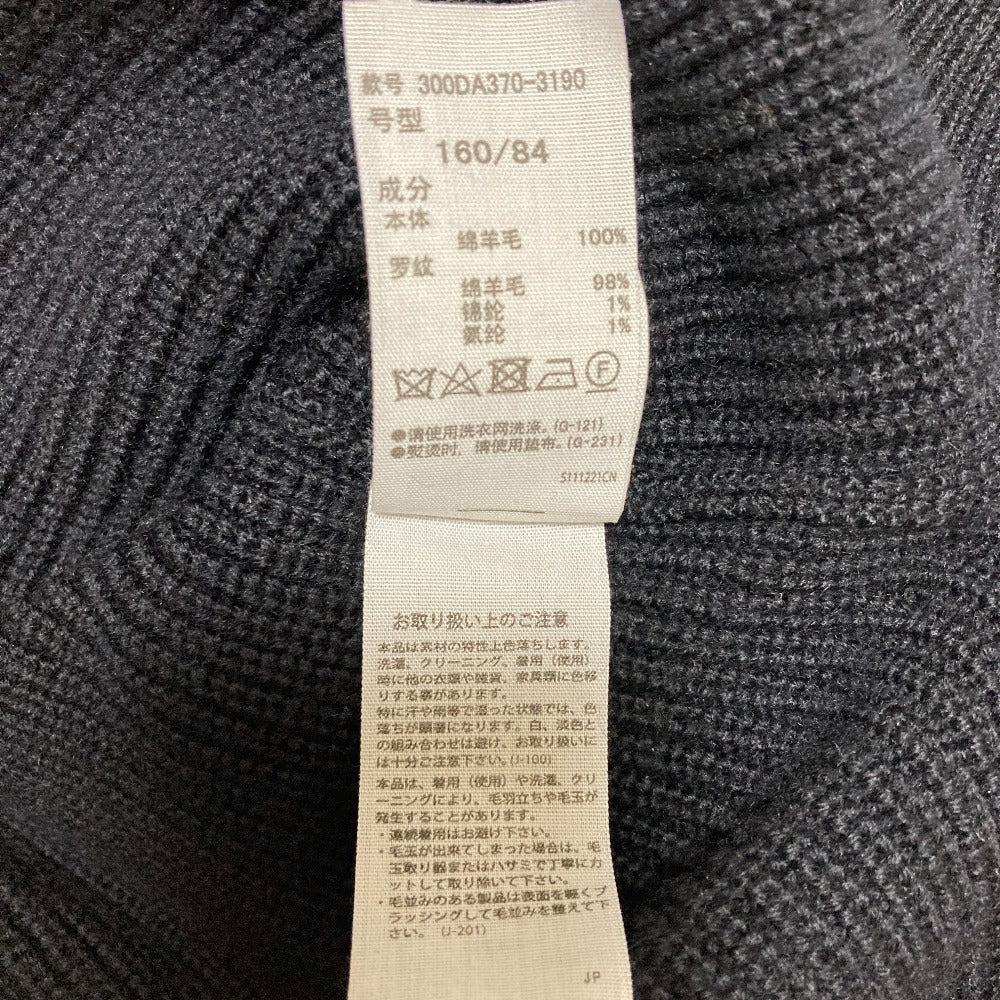 款号 300DA370-3190
号型
160/84
成分
本体
绵羊毛 100%
罗纹
绵羊毛 98%
锦纶 1%
氨纶 1%
F
●请使用洗衣网洗涤。(G-121)
●熨烫时，请使用垫布。(G-231)
S111221CN
お取り扱い上のご注意
本品は素材の特性上色落ちします。
洗濯、クリーニング、着用（使用）
時に他の衣類や雑貨、家具類に色移
りする事があります。
特に汗や雨等で湿った状態では、色
落ちが顕著になります。白、淡色と
の組み合わせは避け、お取り扱いに
は十分ご注意下さい。(J-100)
本品は、着用（使用）や洗濯、クリ
ーニングにより、毛羽立ちや毛玉が
発生することがあります。
・連続着用はお避け下さい。
・毛玉が出来てしまった場合は、毛
玉取り器またはハサミで丁寧にカ
ットして取り除いて下さい。
・毛並みのある製品は表面を軽くブ
ラッシングして毛並みを整えて下
さい。(J-201)
JP